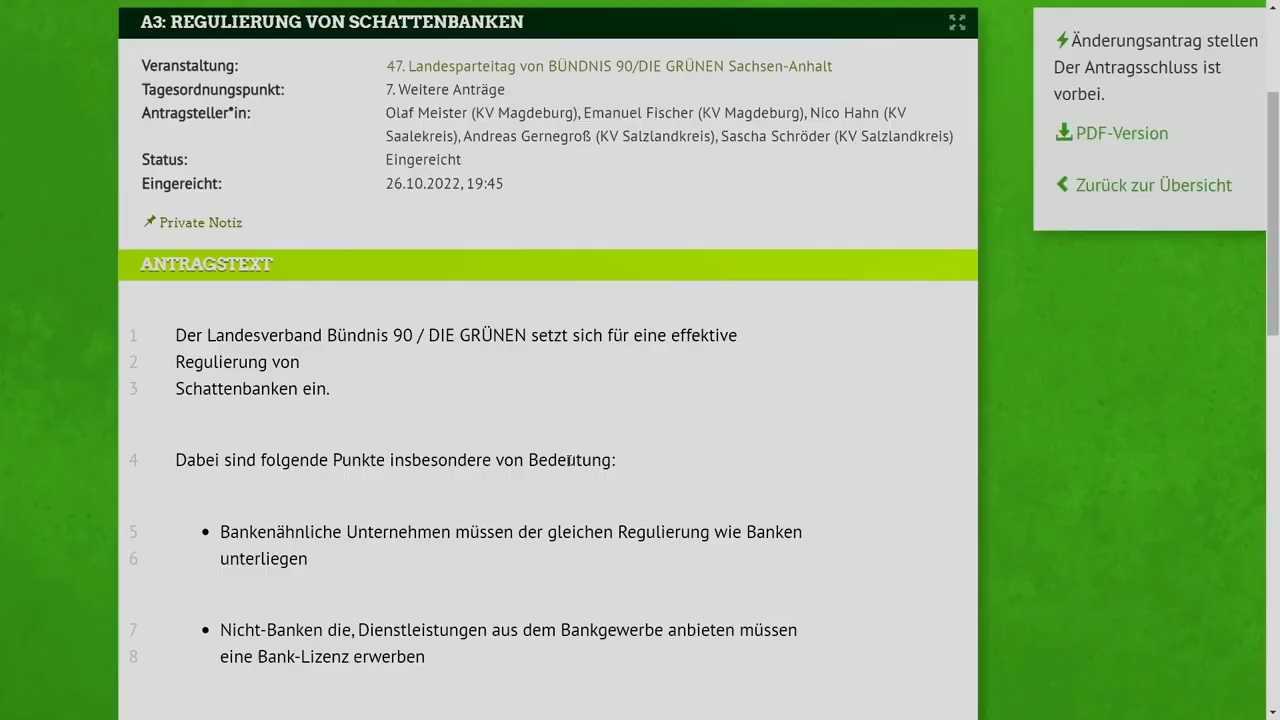 A3: REGULIERUNG VON SCHATTENBANKEN
Veranstaltung: 47. Landesparteitag von BÜNDNIS 90/DIE GRÜNEN Sachsen-Anhalt
Tagesordnungspunkt: 7. Weitere Anträge
Antragsteller*in: Olaf Meister (KV Magdeburg), Emanuel Fischer (KV Magdeburg), Nico Hahn (KV
Saalekreis), Andreas Gernegroß (KV Salzlandkreis), Sascha Schröder (KV Salzlandkreis)
Status: Eingereicht
Eingereicht: 26.10.2022, 19:45
Private Notiz
ANTRAGSTEXT
1 Der Landesverband Bündnis 90 / DIE GRÜNEN setzt sich für eine effektive
2 Regulierung von
3 Schattenbanken ein.
4 Dabei sind folgende Punkte insbesondere von Bedeutung:
5 • Bankenähnliche Unternehmen müssen der gleichen Regulierung wie Banken
6 unterliegen
7 • Nicht-Banken die, Dienstleistungen aus dem Bankgewerbe anbieten müssen
8 eine Bank-Lizenz erwerben
Änderungsantrag stellen
Der Antragsschluss ist
vorbei.
PDF-Version
Zurück zur Übersicht